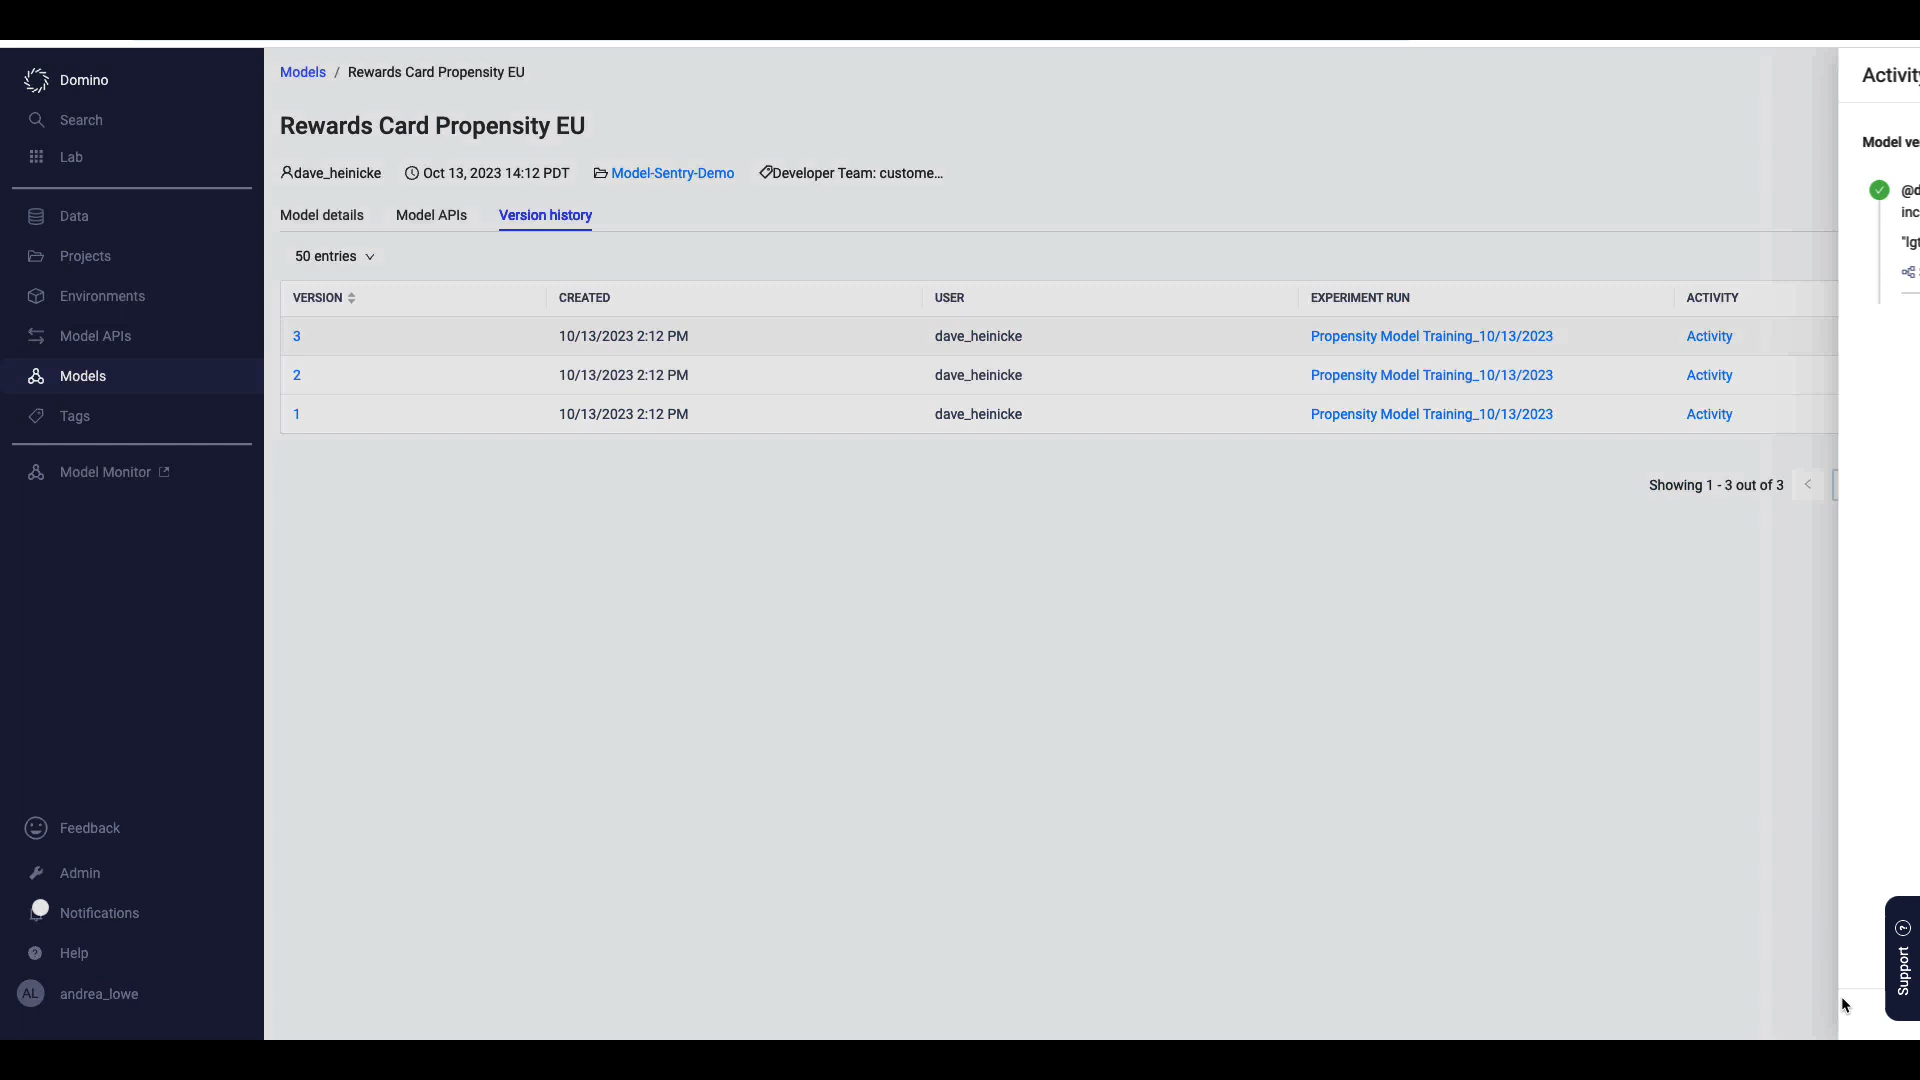 Domino
Search
Lab
Data
Projects
Environments
Model APIs
Models
Tags
Model Monitor
Feedback
Admin
Notifications
Help
AL andrea_lowe
Models / Rewards Card Propensity EU
Rewards Card Propensity EU
dave_heinicke Oct 13, 2023 14:12 PDT Model-Sentry-Demo Developer Team: custome...
Model details Model APIs Version history
50 entries
VERSION CREATED USER EXPERIMENT RUN ACTIVITY
3 10/13/2023 2:12 PM dave_heinicke Propensity Model Training_10/13/2023 Activity
2 10/13/2023 2:12 PM dave_heinicke Propensity Model Training_10/13/2023 Activity
1 10/13/2023 2:12 PM dave_heinicke Propensity Model Training_10/13/2023 Activity
Showing 1 - 3 out of 3 <
Activity
Model ve
@d
inc
"lgt
Support ?